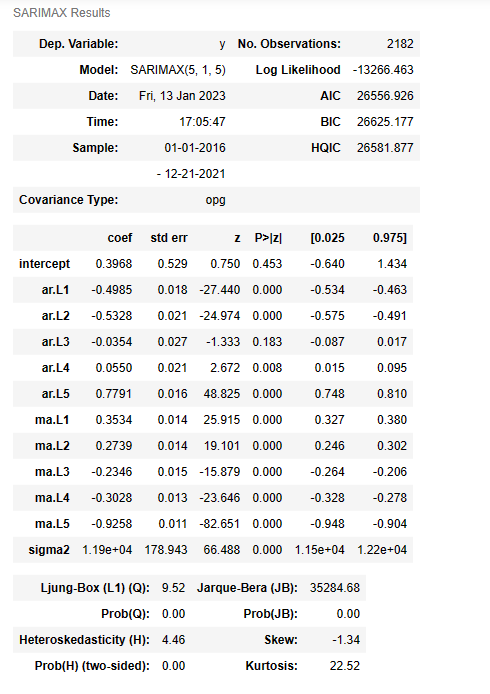 SARIMAX Results
Dep. Variable: y No. Observations: 2182
Model: SARIMAX(5, 1, 5) Log Likelihood -13266.463
Date: Fri, 13 Jan 2023 AIC 26556.926
Time: 17:05:47 BIC 26625.177
Sample: 01-01-2016 HQIC 26581.877
- 12-21-2021
Covariance Type: opg
coef std err z P>|z| [0.025 0.975]
intercept 0.3968 0.529 0.750 0.453 -0.640 1.434
ar.L1 -0.4985 0.018 -27.440 0.000 -0.534 -0.463
ar.L2 -0.5328 0.021 -24.974 0.000 -0.575 -0.491
ar.L3 -0.0354 0.027 -1.333 0.183 -0.087 0.017
ar.L4 0.0550 0.021 2.672 0.008 0.015 0.095
ar.L5 0.7791 0.016 48.825 0.000 0.748 0.810
ma.L1 0.3534 0.014 25.915 0.000 0.327 0.380
ma.L2 0.2739 0.014 19.101 0.000 0.246 0.302
ma.L3 -0.2346 0.015 -15.879 0.000 -0.264 -0.206
ma.L4 -0.3028 0.013 -23.646 0.000 -0.328 -0.278
ma.L5 -0.9258 0.011 -82.651 0.000 -0.948 -0.904
sigma2 1.19e+04 178.943 66.488 0.000 1.15e+04 1.22e+04
Ljung-Box (L1) (Q): 9.52 Jarque-Bera (JB): 35284.68
Prob(Q): 0.00 Prob(JB): 0.00
Heteroskedasticity (H): 4.46 Skew: -1.34
Prob(H) (two-sided): 0.00 Kurtosis: 22.52